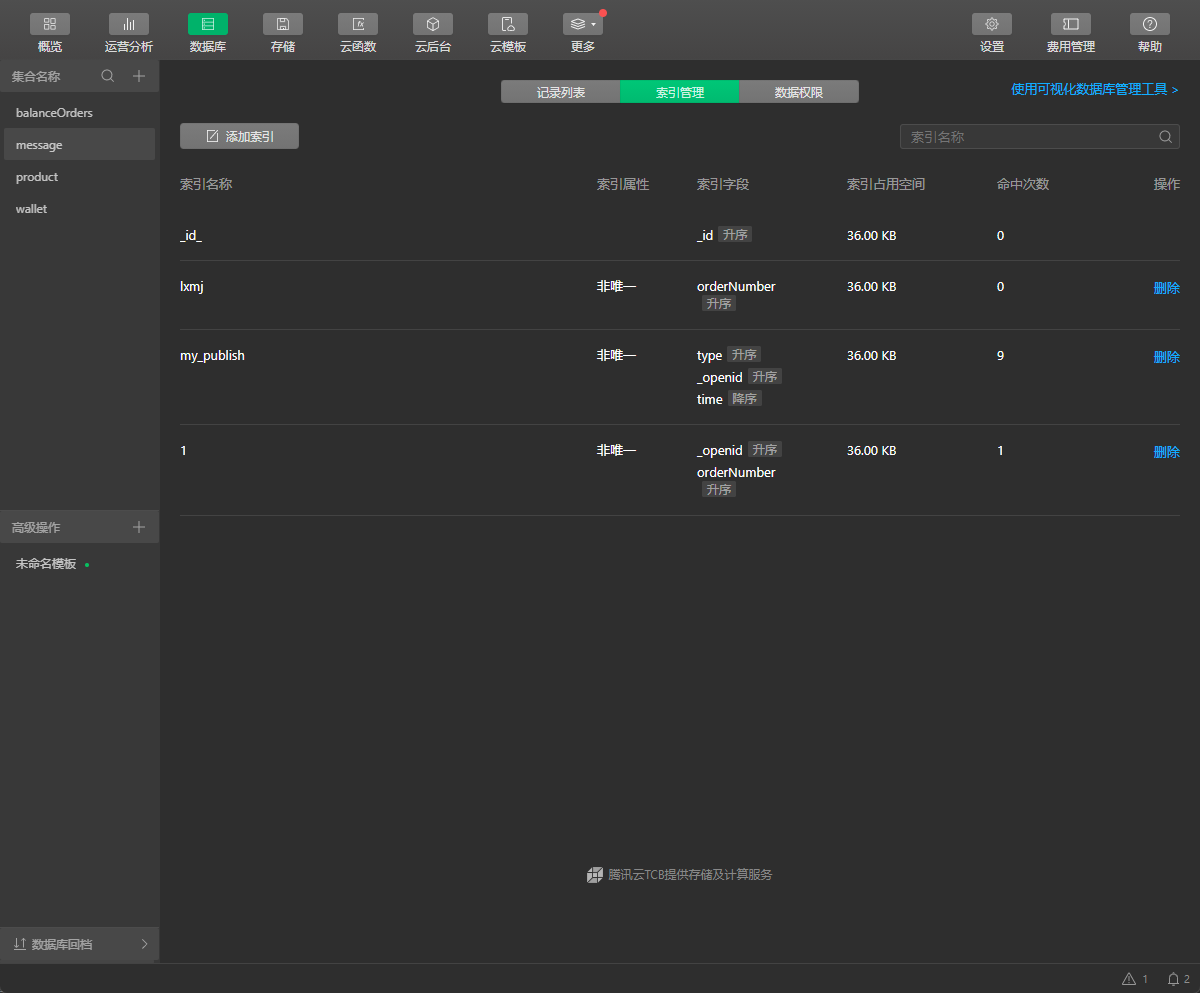 概览 运营分析 数据库 存储 云函数 云后台 云模板 更多 设置 费用管理 帮助
集合名称
balanceOrders
message
product
wallet
高级操作
未命名模板
数据库回档
记录列表 索引管理 数据权限
使用可视化数据库管理工具 >
添加索引
索引名称
索引名称 索引属性 索引字段 索引占用空间 命中次数 操作
_id_ _id 升序 36.00 KB 0
lxmj 非唯一 orderNumber 36.00 KB 0 删除
升序
my_publish 非唯一 type 升序 36.00 KB 9 删除
_openid 升序
time 降序
1 非唯一 _openid 升序 36.00 KB 1 删除
orderNumber
升序
腾讯云TCB提供存储及计算服务
1 2